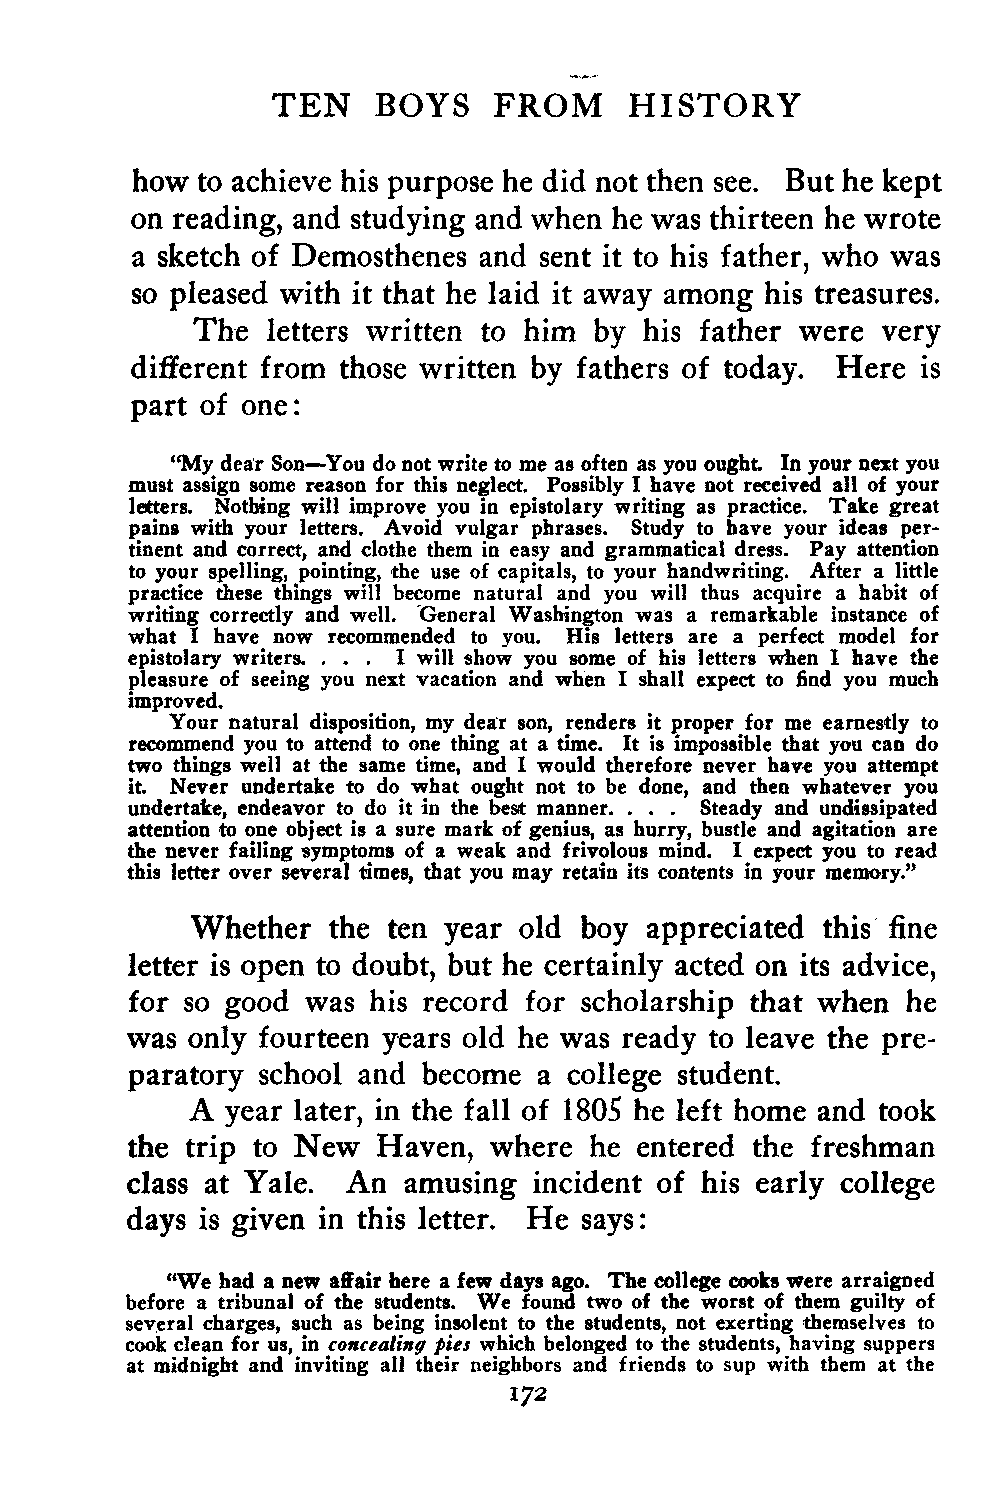 TEN BOYS FROM HISTORY
how to achieve his purpose he did not then see. But he kept
on reading, and studying and when he was thirteen he wrote
a sketch of Demosthenes and sent it to his father, who was
so pleased with it that he laid it away among his treasures.
The letters written to him by his father were very
different from those written by fathers of today. Here is
part of one:
“My dear Son—You do not write to me as often as you ought. In your next you
must assign some reason for this neglect. Possibly I have not received all of your
letters. Nothing will improve you in epistolary writing as practice. Take great
pains with your letters. Avoid vulgar phrases. Study to have your ideas per-
tinent and correct, and clothe them in easy and grammatical dress. Pay attention
to your spelling, pointing, the use of capitals, to your handwriting. After a little
practice these things will become natural and you will thus acquire a habit of
writing correctly and well. General Washington was a remarkable instance of
what I have now recommended to you. His letters are a perfect model for
epistolary writers. . . . I will show you some of his letters when I have the
pleasure of seeing you next vacation and when I shall expect to find you much
improved.
Your natural disposition, my dear son, renders it proper for me earnestly to
recommend you to attend to one thing at a time. It is impossible that you can do
two things well at the same time, and I would therefore never have you attempt
it. Never undertake to do what ought not to be done, and then whatever you
undertake, endeavor to do it in the best manner. . . . Steady and undissipated
attention to one object is a sure mark of genius, as hurry, bustle and agitation are
the never failing symptoms of a weak and frivolous mind. I expect you to read
this letter over several times, that you may retain its contents in your memory.”
Whether the ten year old boy appreciated this fine
letter is open to doubt, but he certainly acted on its advice,
for so good was his record for scholarship that when he
was only fourteen years old he was ready to leave the pre-
paratory school and become a college student.
A year later, in the fall of 1805 he left home and took
the trip to New Haven, where he entered the freshman
class at Yale. An amusing incident of his early college
days is given in this letter. He says:
“We had a new affair here a few days ago. The college cooks were arraigned
before a tribunal of the students. We found two of the worst of them guilty of
several charges, such as being insolent to the students, not exerting themselves to
cook clean for us, in concealing pies which belonged to the students, having suppers
at midnight and inviting all their neighbors and friends to sup with them at the
172